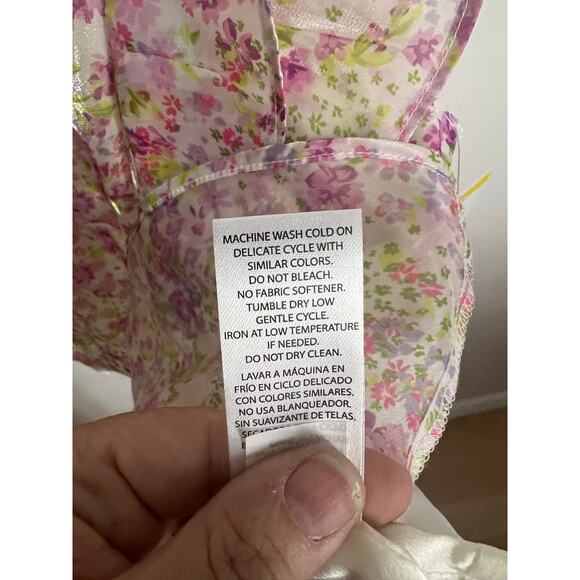 MACHINE WASH COLD ON
DELICATE CYCLE WITH
SIMILAR COLORS.
DO NOT BLEACH.
NO FABRIC SOFTENER.
TUMBLE DRY LOW
GENTLE CYCLE.
IRON AT LOW TEMPERATURE
IF NEEDED.
DO NOT DRY CLEAN.
LAVAR A MÁQUINA EN
FRÍO EN CICLO DELICADO
CON COLORES SIMILARES.
NO USA BLANQUEADOR.
SIN SUAVIZANTE DE TELAS.
CICLO